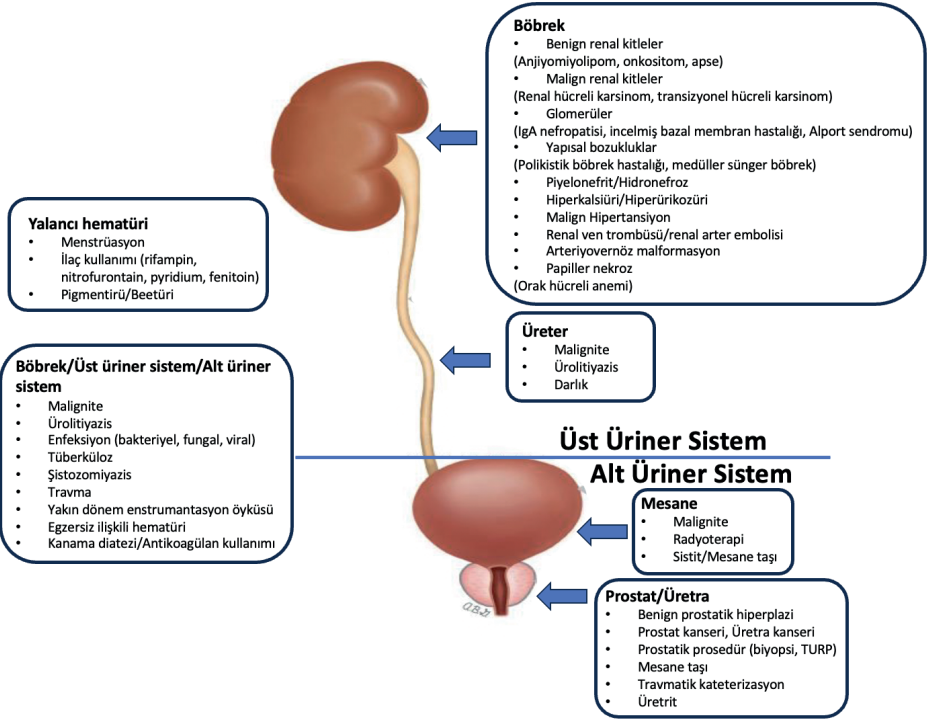 Böbrek
• Benign renal kitleler
(Anjiyomiyolipom, onkositom, apse)
• Malign renal kitleler
(Renal hücreli karsinom, transizyonel hücreli karsinom)
• Glomerüler
(IgA nefropatisi, incelmiş bazal membran hastalığı, Alport sendromu)
• Yapısal bozukluklar
(Polikistik böbrek hastalığı, medüller sünger böbrek)
• Piyelonefrit/Hidronefroz
• Hiperkalsiüri/Hiperürikozüri
• Malign Hipertansiyon
• Renal ven trombüsü/renal arter embolisi
• Arteriyovernöz malformasyon
• Papiller nekroz
(Orak hücreli anemi)
Yalancı hematüri
• Menstrüasyon
• İlaç kullanımı (rifampin,
nitrofurontain, pyridium, fenitoin)
• Pigmentirü/Beetüri
Üreter
• Malignite
• Ürolitiyazis
• Darlık
Böbrek/Üst üriner sistem/Alt üriner
sistem
• Malignite
• Ürolitiyazis
• Enfeksiyon (bakteriyel, fungal, viral)
• Tüberküloz
• Şistozomiyazis
• Travma
• Yakın dönem enstrumantasyon öyküsü
• Egzersiz ilişkili hematüri
• Kanama diatezi/Antikoagülan kullanımı
Üst Üriner Sistem
Alt Üriner Sistem
Mesane
• Malignite
• Radyoterapi
• Sistit/Mesane taşı
Prostat/Üretra
• Benign prostatik hiperplazi
• Prostat kanseri, Üretra kanseri
• Prostatik prosedür (biyopsi, TURP)
• Mesane taşı
• Travmatik kateterizasyon
• Üretrit